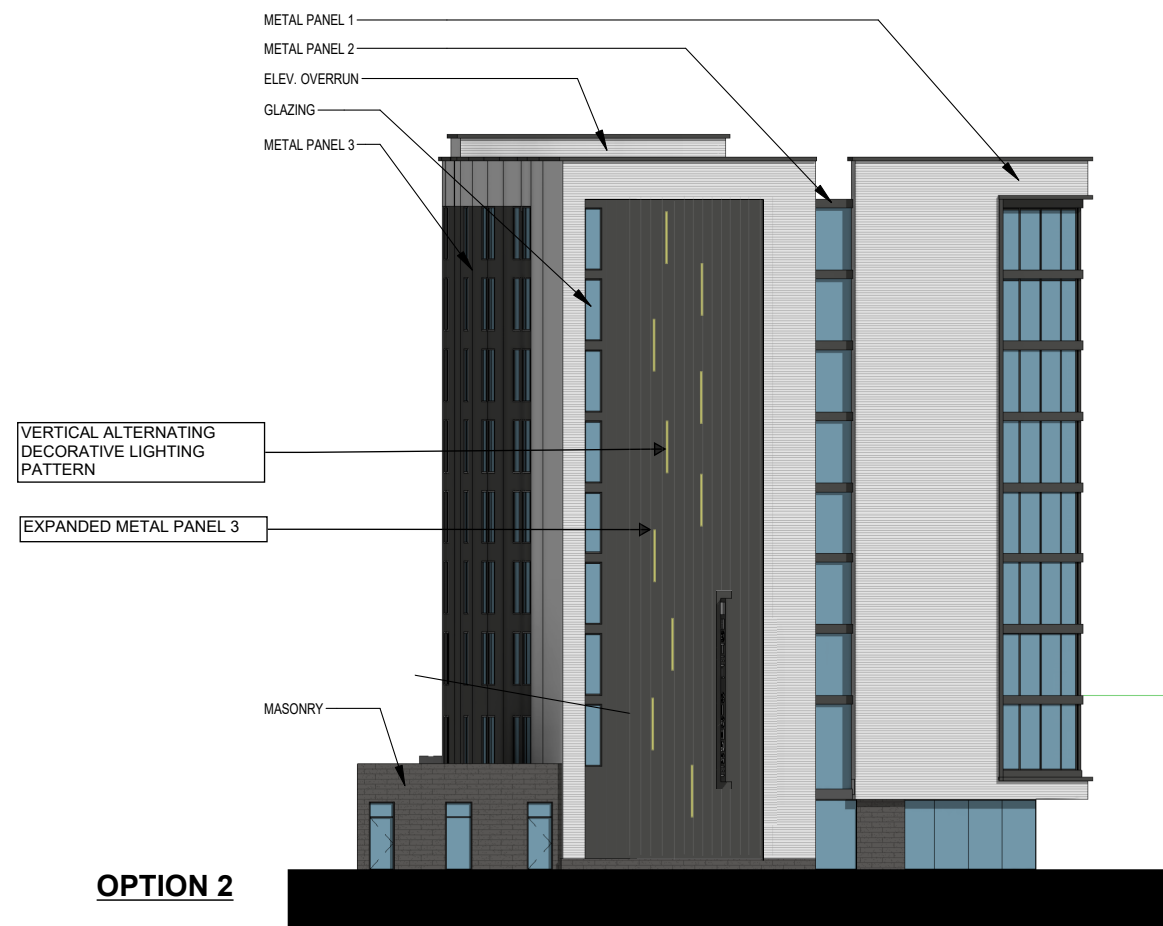 METAL PANEL 1
METAL PANEL 2
ELEV. OVERRUN
GLAZING
METAL PANEL 3
VERTICAL ALTERNATING
DECORATIVE LIGHTING
PATTERN
EXPANDED METAL PANEL 3
MASONRY
OPTION 2